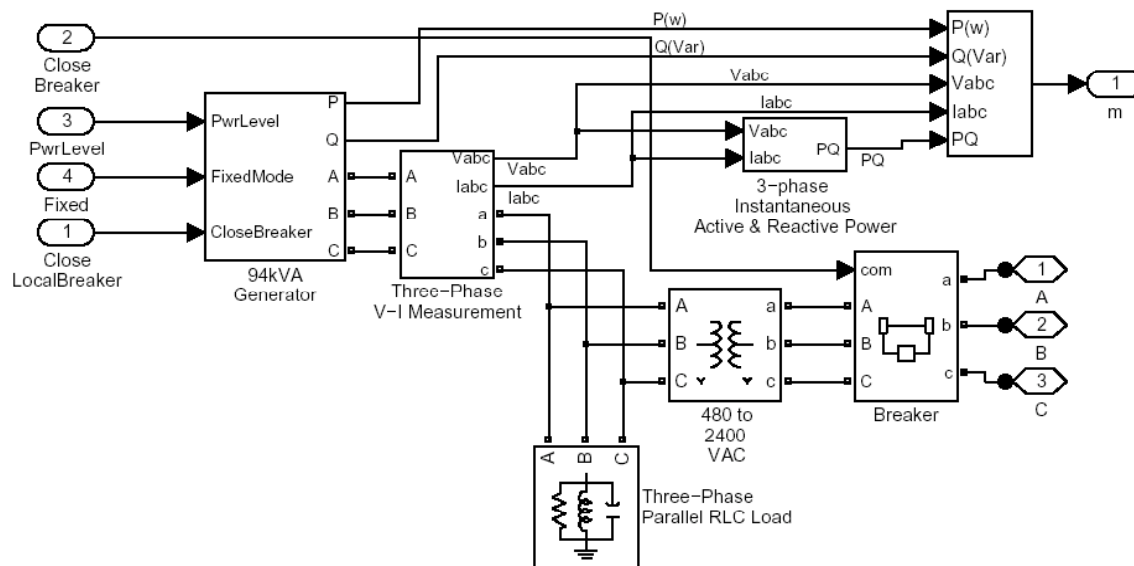 2
Close
Breaker
3
PwrLevel
4
Fixed
1
Close
LocalBreaker
PwrLevel
FixedMode
CloseBreaker
P
Q
A
B
C
94kVA
Generator
A
B
C
Vabc
Iabc
a
b
c
Three-Phase
V-I Measurement
P(w)
Q(Var)
Vabc
Iabc
Vabc
Iabc
Vabc
Iabc
PQ
PQ
3-phase
Instantaneous
Active & Reactive Power
P(w)
Q(Var)
Vabc
Iabc
PQ
1
m
A
B
C
a
b
c
480 to
2400
VAC
com
A
B
C
a
b
c
Breaker
1
A
2
B
3
C
A
B
C
Three-Phase
Parallel RLC Load